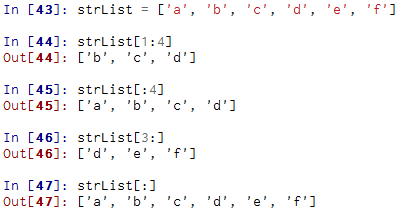 In [43]: strList = ['a', 'b', 'c', 'd', 'e', 'f']
In [44]: strList[1:4]
Out[44]: ['b', 'c', 'd']
In [45]: strList[:4]
Out[45]: ['a', 'b', 'c', 'd']
In [46]: strList[3:]
Out[46]: ['d', 'e', 'f']
In [47]: strList[:]
Out[47]: ['a', 'b', 'c', 'd', 'e', 'f']